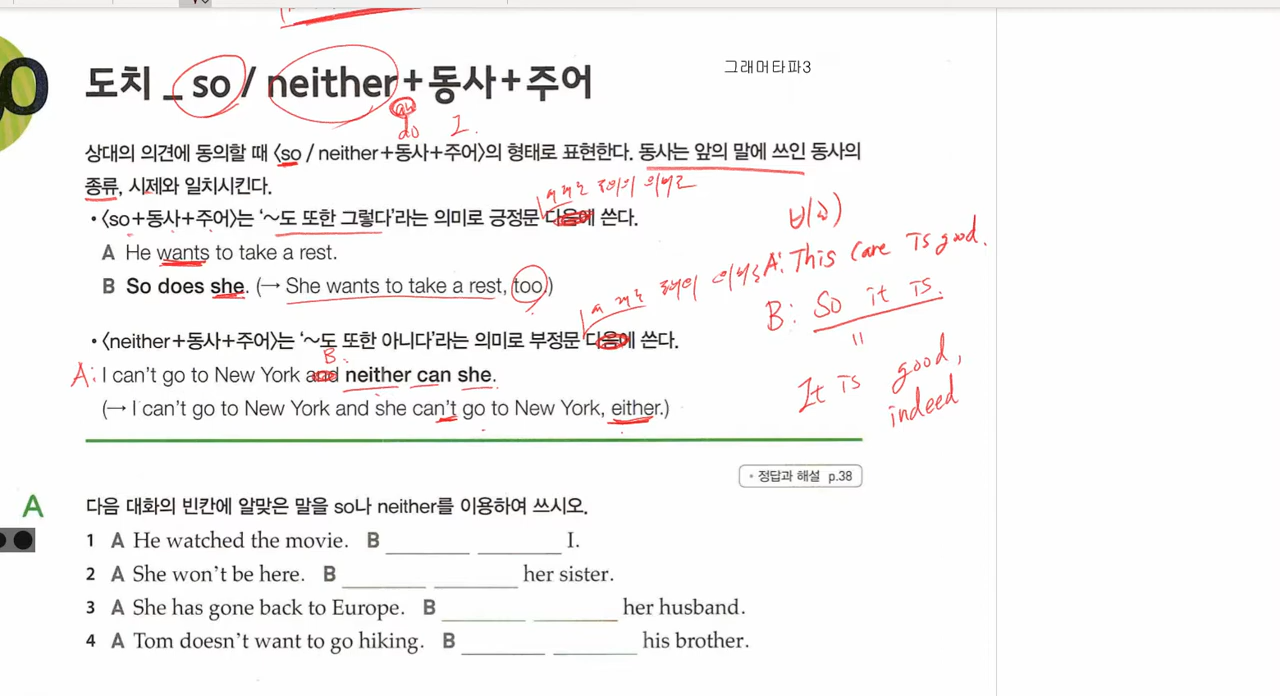 도치 _ so / neither+동사+주어
그래머타파3
do I.
상대의 의견에 동의할 때 〈so / neither+동사+주어〉의 형태로 표현한다. 동사는 앞의 말에 쓰인 동사의
종류, 시제와 일치시킨다.
• 〈so+동사+주어〉는 '~도 또한 그렇다'라는 의미로 긍정문 다음에 쓴다.
A He wants to take a rest.
B So does she. (→ She wants to take a rest, too.)
A: This care is good.
B: So it is.
=
It is good,
indeed
• 〈neither+동사+주어〉는 '~도 또한 아니다'라는 의미로 부정문 다음에 쓴다.
B.
A: I can't go to New York and neither can she.
(→ I can't go to New York and she can't go to New York, either.)
• 정답과 해설 p.38
A 다음 대화의 빈칸에 알맞은 말을 so나 neither를 이용하여 쓰시오.
1 A He watched the movie. B ________ ________ I.
2 A She won't be here. B ________ ________ her sister.
3 A She has gone back to Europe. B ________ ________ her husband.
4 A Tom doesn't want to go hiking. B ________ ________ his brother.